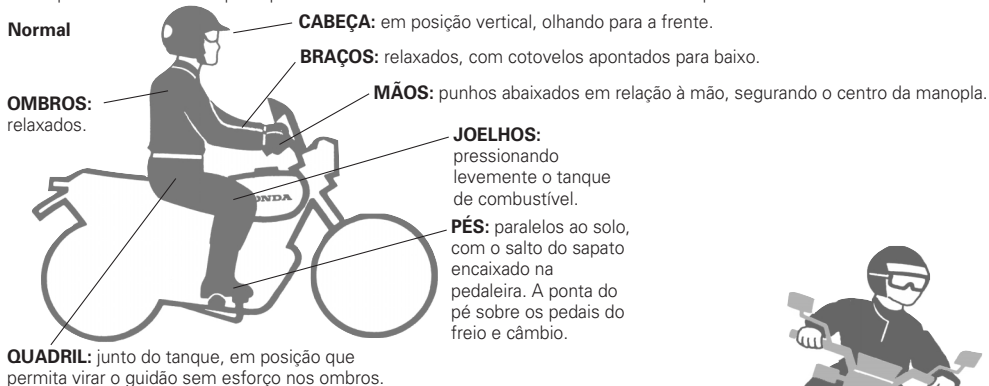 Normal
CABEÇA: em posição vertical, olhando para a frente.
BRAÇOS: relaxados, com cotovelos apontados para baixo.
MÃOS: punhos abaixados em relação à mão, segurando o centro da manopla.
OMBROS:
relaxados.
JOELHOS:
pressionando
levemente o tanque
de combustível.
PÉS: paralelos ao solo,
com o salto do sapato
encaixado na
pedaleira. A ponta do
pé sobre os pedais do
freio e câmbio.
QUADRIL: junto do tanque, em posição que
permita virar o guidão sem esforço nos ombros.